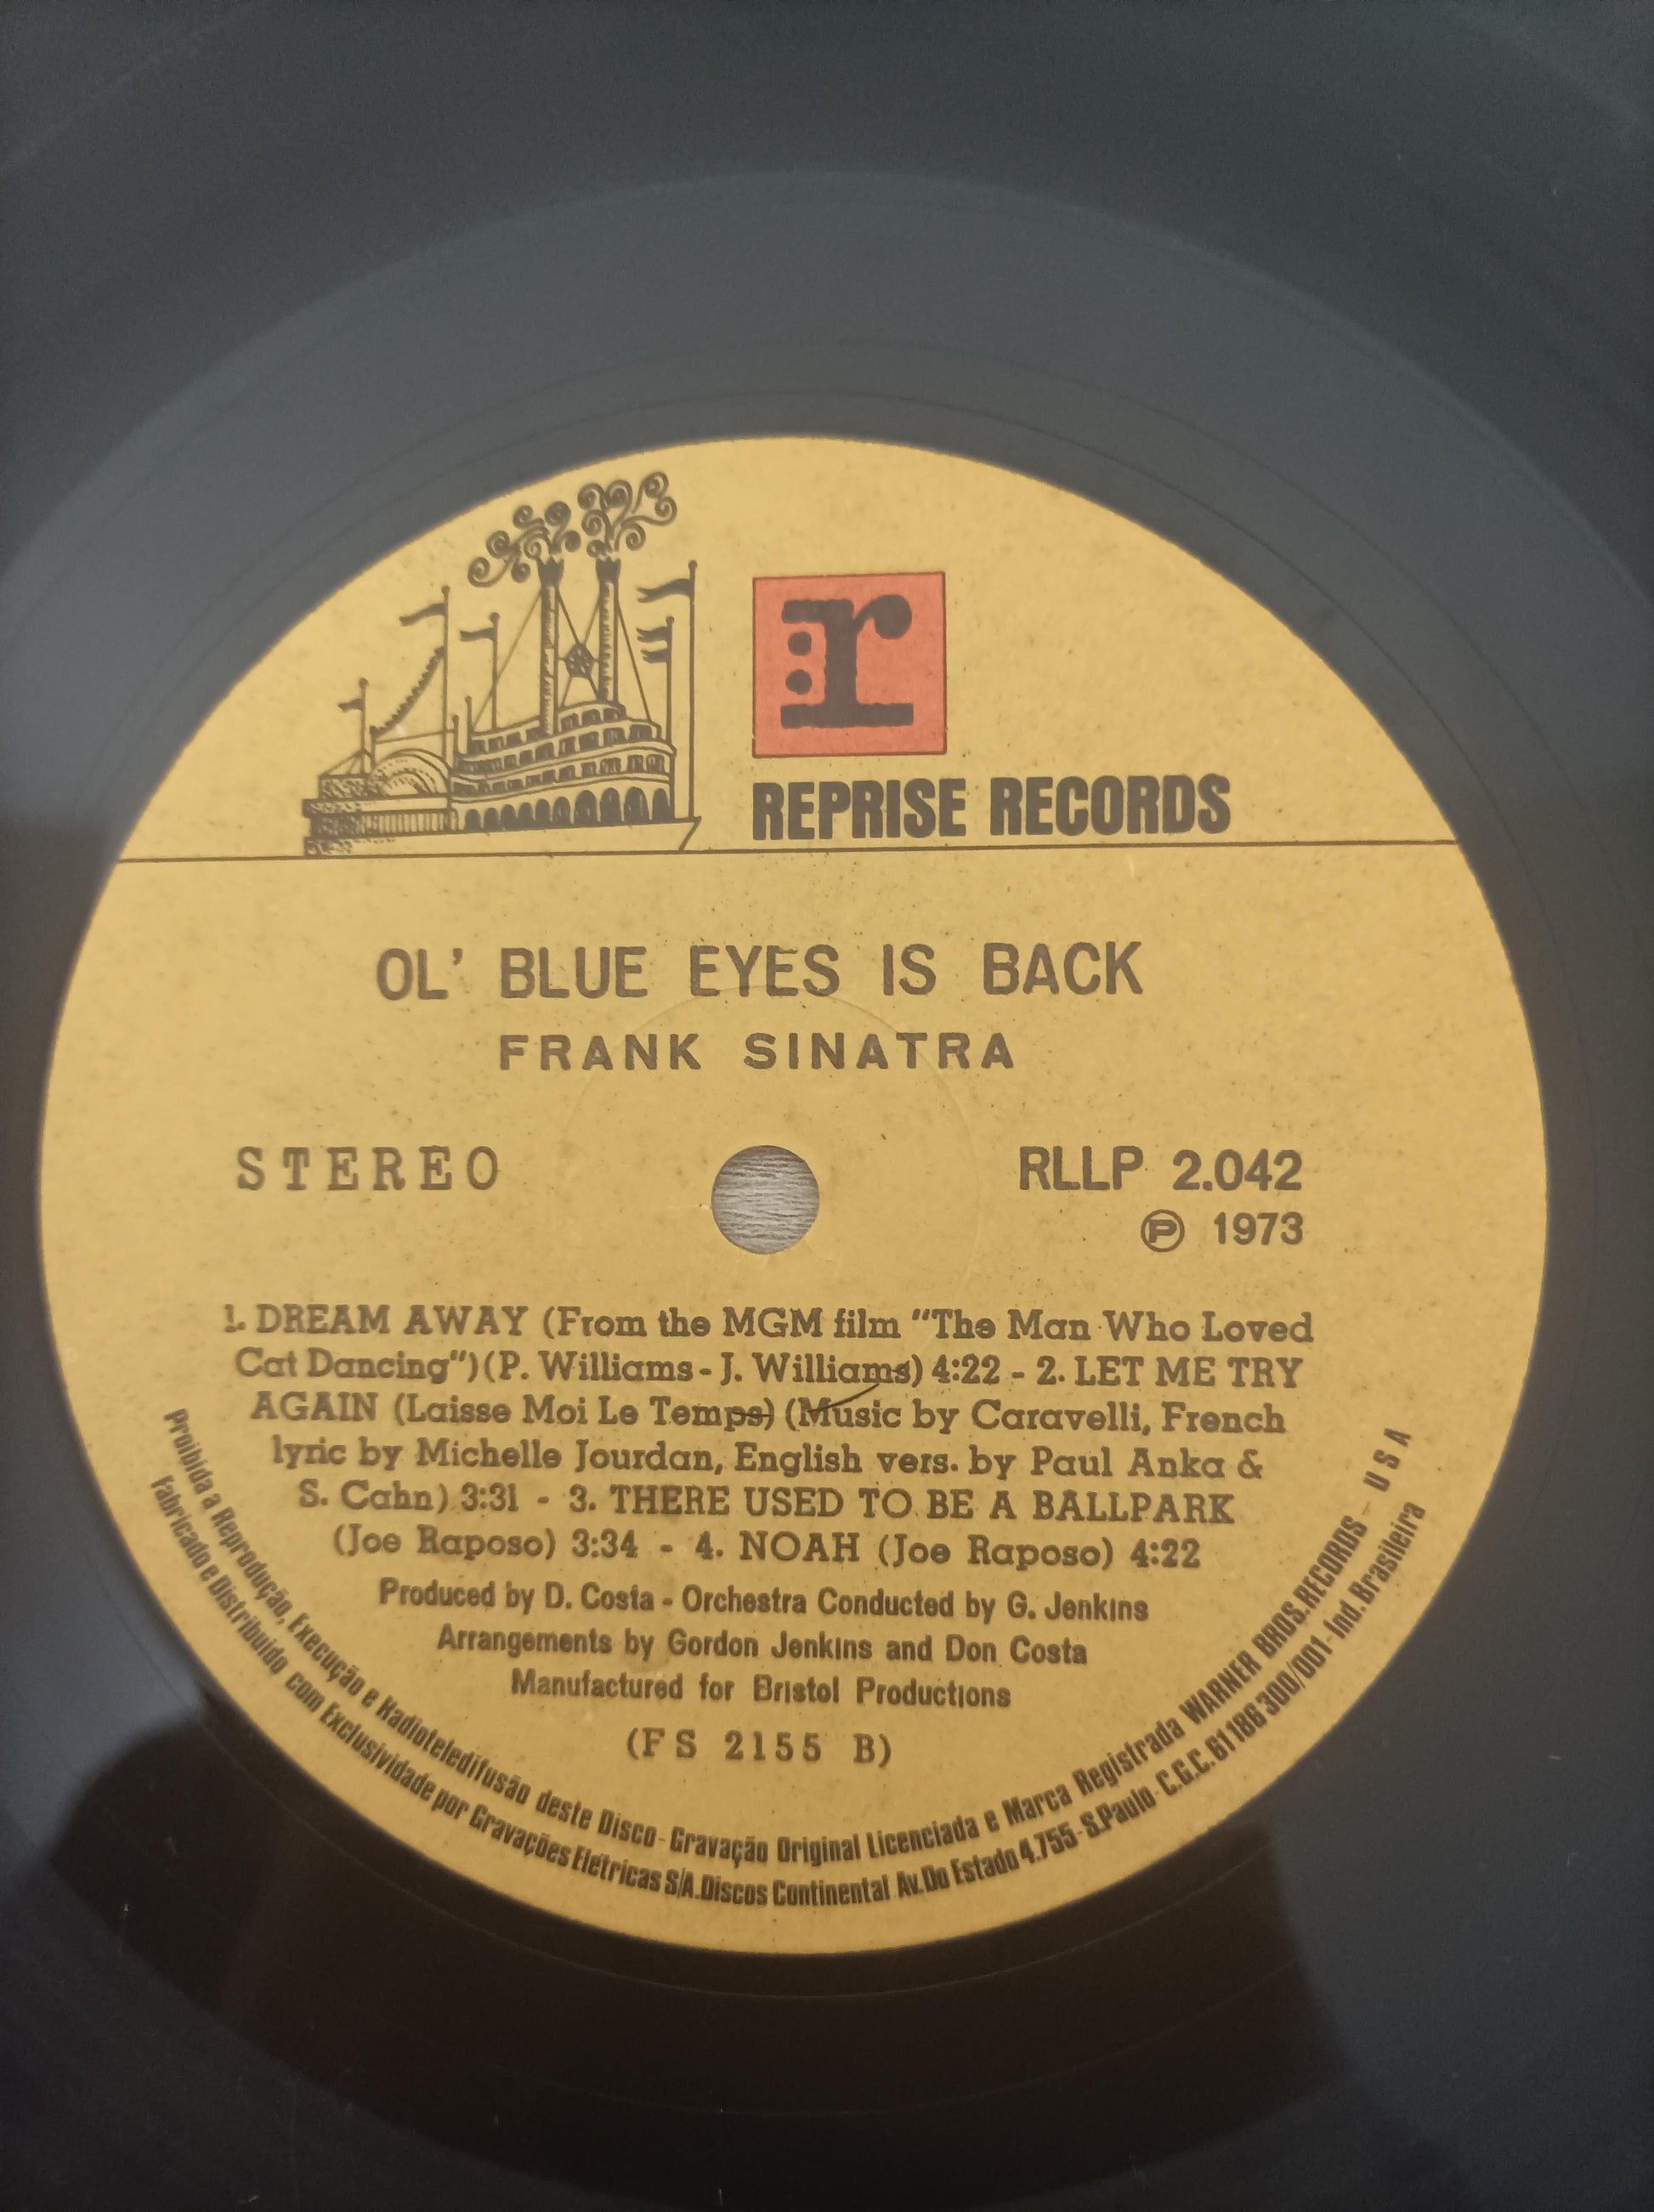 r:
REPRISE RECORDS
OL' BLUE EYES IS BACK
FRANK SINATRA
STEREO
RLLP 2.042
Ⓟ 1973
1. DREAM AWAY (From the MGM film "The Man Who Loved
Cat Dancing") (P. Williams - J. Williams) 4:22 - 2. LET ME TRY
AGAIN (Laisse Moi Le Temps) (Music by Caravelli, French
lyric by Michelle Jourdan, English vers. by Paul Anka &
S. Cahn) 3:31 - 3. THERE USED TO BE A BALLPARK
(Joe Raposo) 3:34 - 4. NOAH (Joe Raposo) 4:22
Produced by D. Costa - Orchestra Conducted by G. Jenkins
Arrangements by Gordon Jenkins and Don Costa
Manufactured for Bristol Productions
(FS 2155 B)
Proibida a Reprodução, Execução e Radioteledifusão deste Disco - Gravação Original Licenciada e Marca Registrada WARNER BROS. RECORDS - USA
Fabricado e Distribuido com Exclusividade por Gravações Elétricas S/A. Discos Continental Av. Do Estado 4.755 - S.Paulo - C.G.C. 61 186 300/001 - Ind. Brasileira